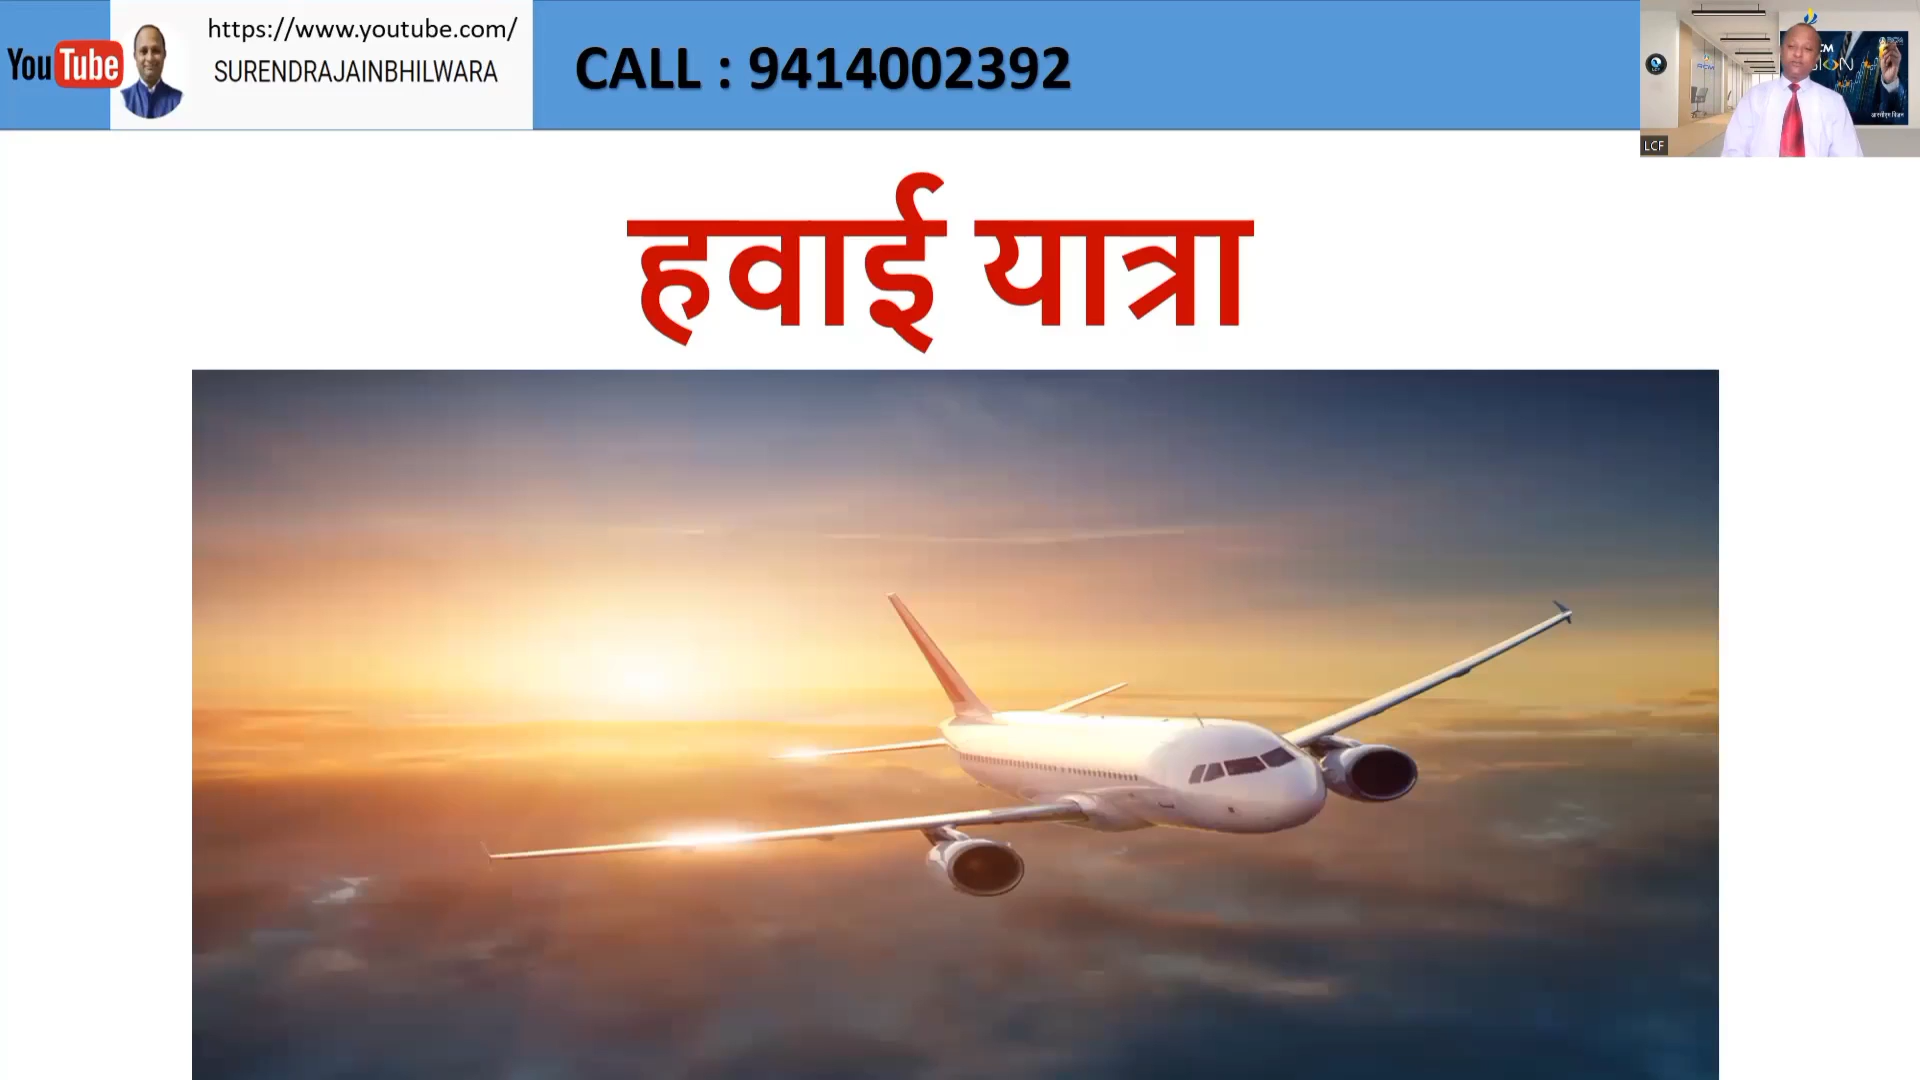 YouTube
https://www.youtube.com/
SURENDRAJAINBHILWARA
CALL : 9414002392
LCF
हवाई यात्रा